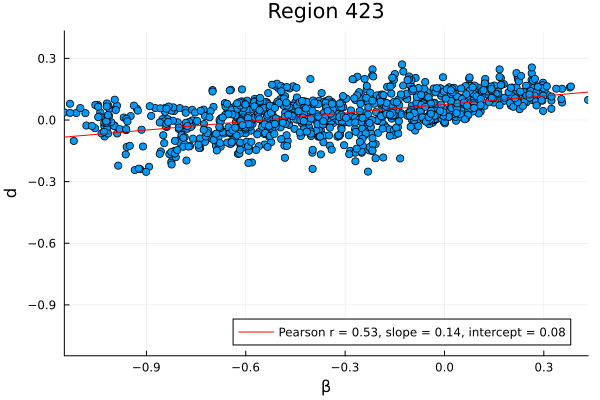 Region 423
0.3
0.0
−0.3
−0.6
−0.9
d
Pearson r = 0.53, slope = 0.14, intercept = 0.08
−0.9 −0.6 −0.3 0.0 0.3
β